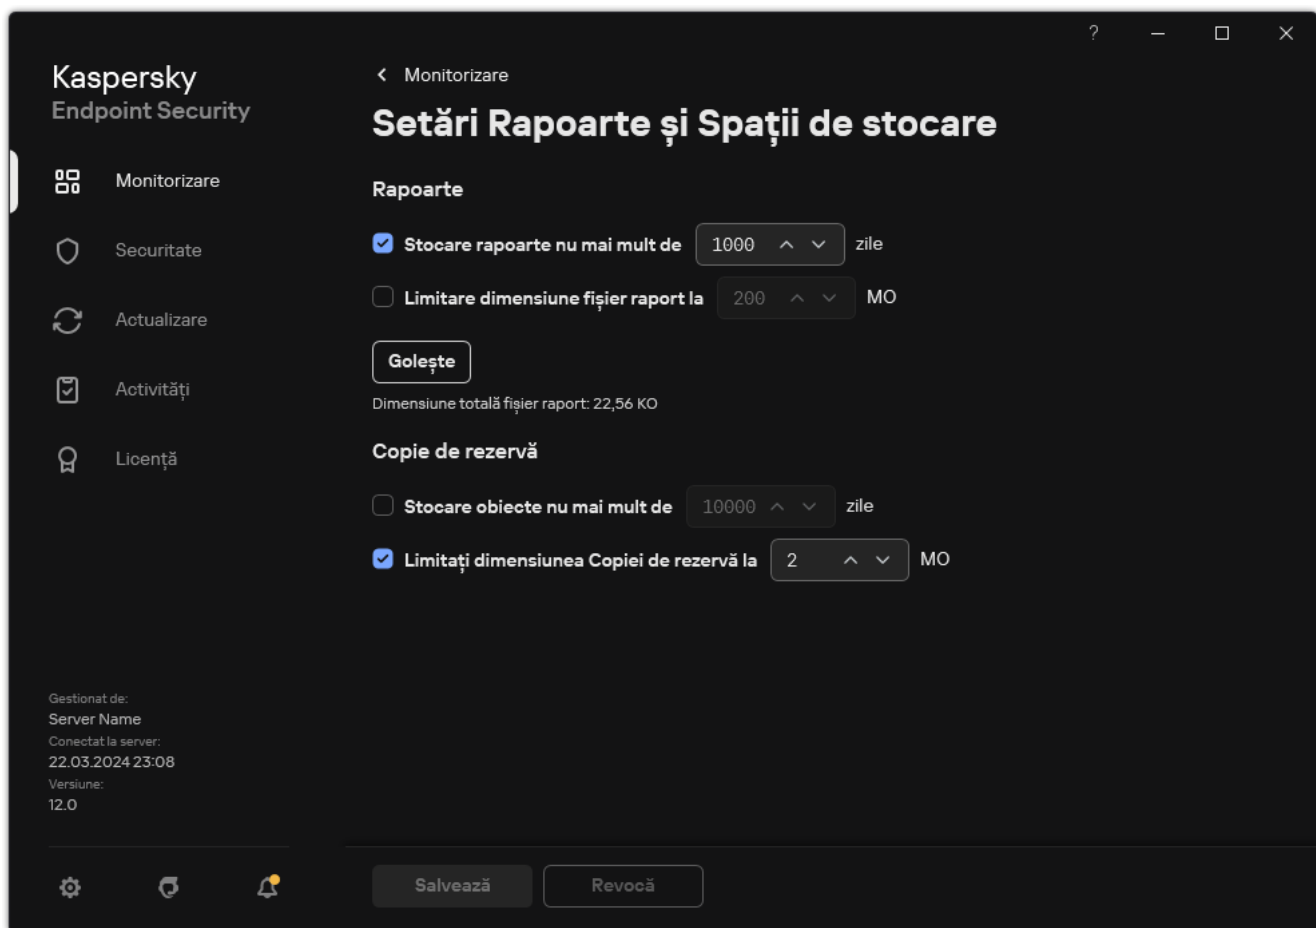 ?
Kaspersky
Endpoint Security
Monitorizare
Securitate
Actualizare
Activități
Licență
Gestionat de:
Server Name
Conectat la server:
22.03.2024 23:08
Versiune:
12.0
Monitorizare
Setări Rapoarte și Spații de stocare
Rapoarte
Stocare rapoarte nu mai mult de 1000 zile
Limitare dimensiune fișier raport la 200 MO
Golește
Dimensiune totală fișier raport: 22,56 KO
Copie de rezervă
Stocare obiecte nu mai mult de 10000 zile
Limitați dimensiunea Copiei de rezervă la 2 MO
Salvează Revocă